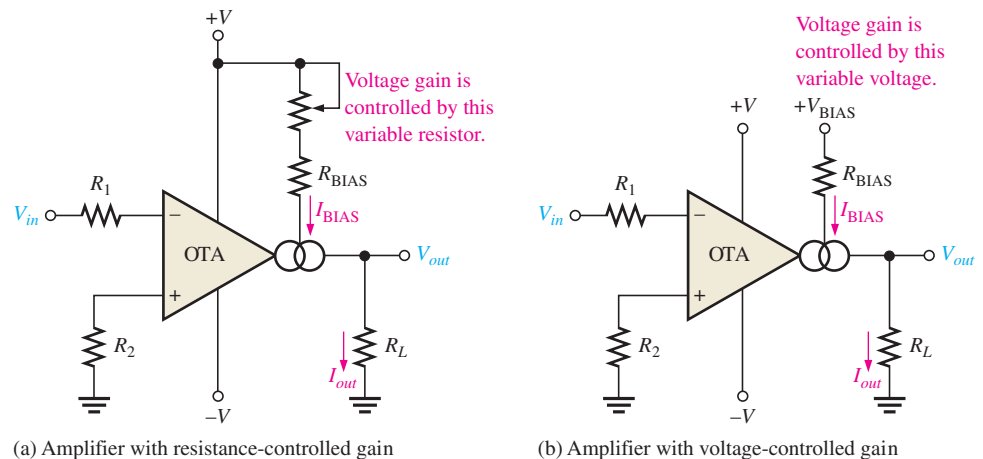 +V
Voltage gain is
controlled by this
variable resistor.
R1
RBIAS
Vin
IBIAS
−
OTA
Vout
+
R2
RL
Iout
−V
(a) Amplifier with resistance-controlled gain
Voltage gain is
controlled by this
variable voltage.
+V
+VBIAS
R1
RBIAS
Vin
IBIAS
−
OTA
Vout
+
R2
RL
Iout
−V
(b) Amplifier with voltage-controlled gain